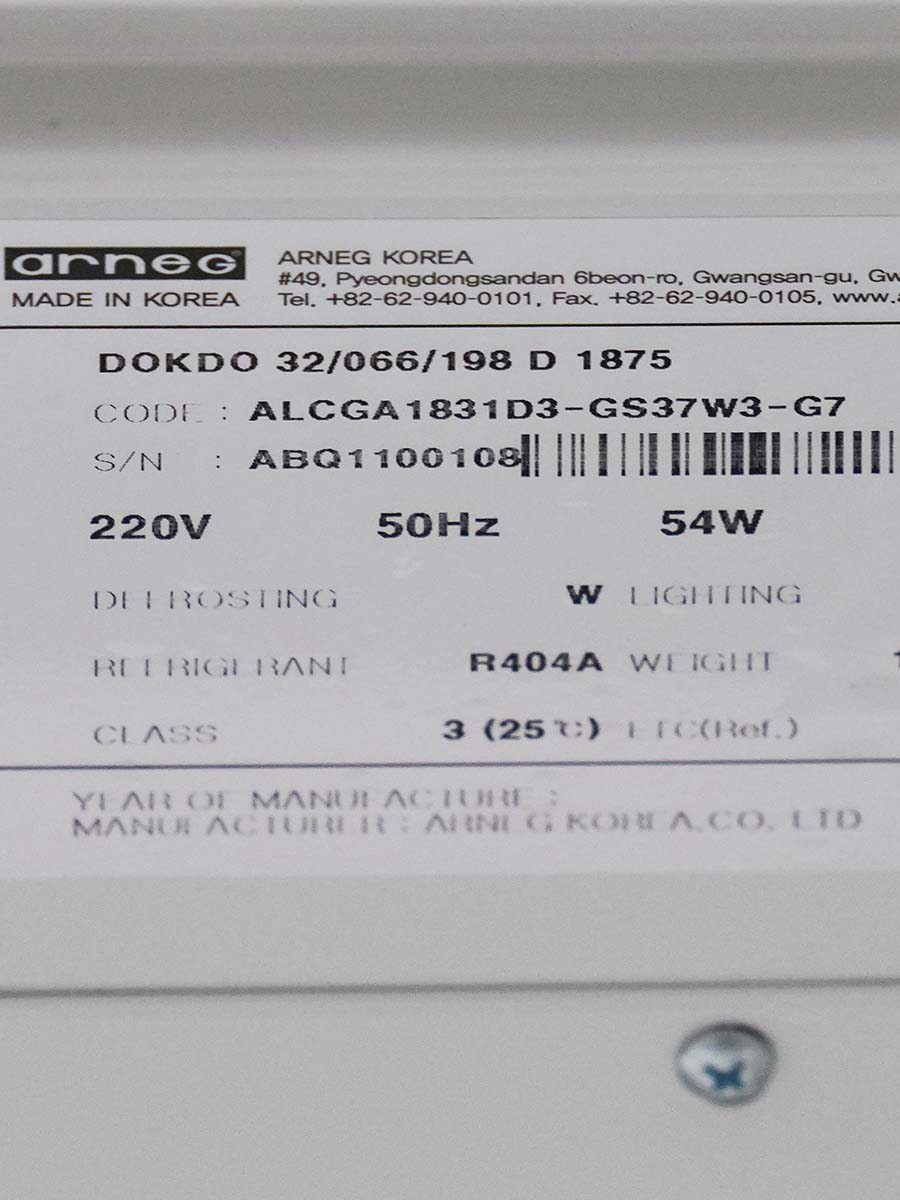 arneg®
MADE IN KOREA
ARNEG KOREA
#49, Pyeongdongsandan 6beon-ro, Gwangsan-gu,
Tel. +82-62-940-0101, Fax. +82-62-940-0105,
DOKDO 32/066/198 D 1875
CODE : ALCGA1831D3-GS37W3-G7
S/N : ABQ1100108
220V 50Hz 54W
DEFROSTING W LIGHTING
REFRIGERANT R404A WEIGHT
CLASS 3 (25℃) ETC(Ref.)
YEAR OF MANUFACTURE :
MANUFACTURER : ARNEG KOREA.CO. LTD